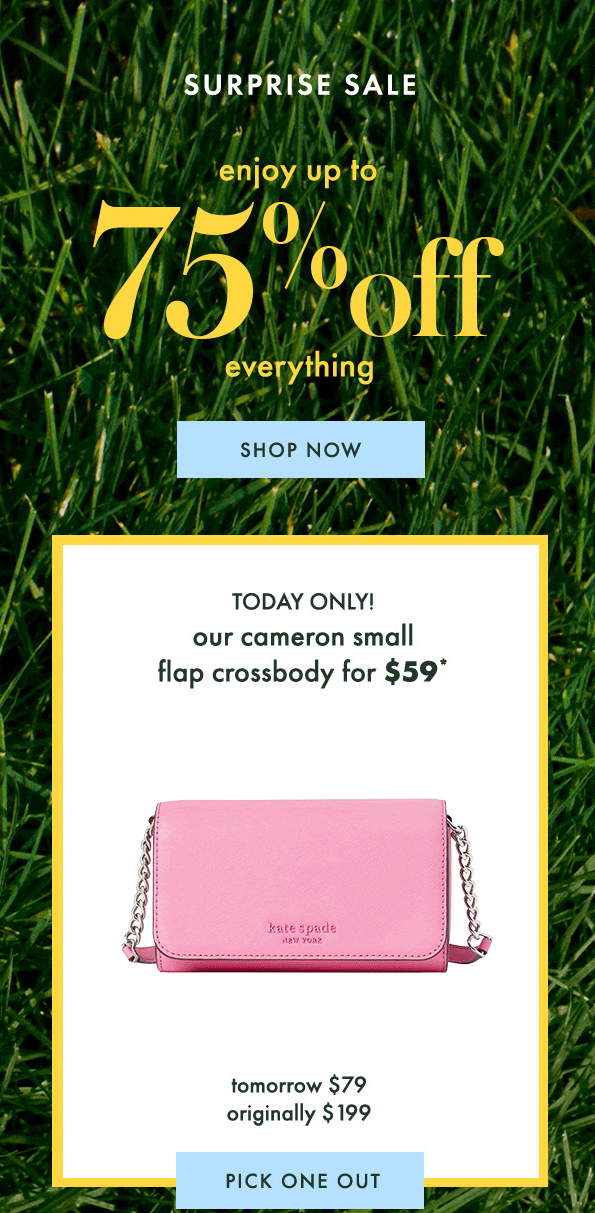 SURPRISE SALE
enjoy up to
75%off
everything
SHOP NOW
TODAY ONLY!
our cameron small
flap crossbody for $59*
kate spade
NEW YORK
tomorrow $79
originally $199
PICK ONE OUT